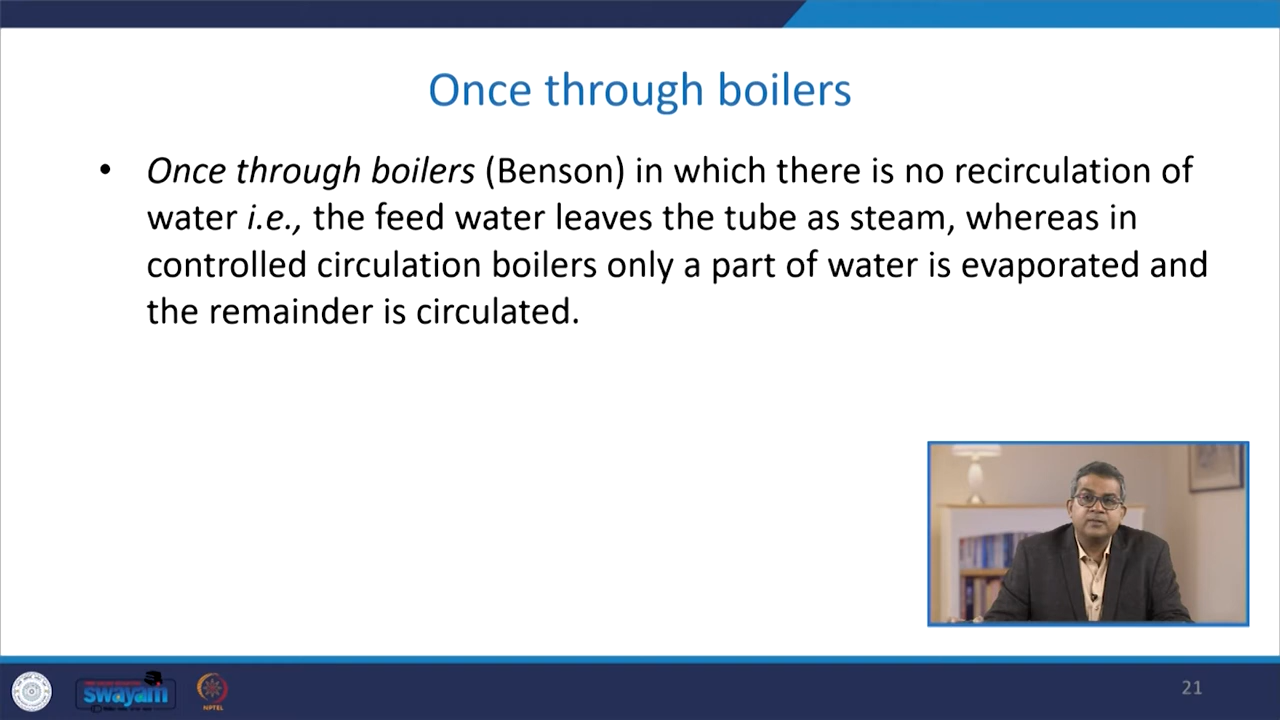 Once through boilers
• Once through boilers (Benson) in which there is no recirculation of
water i.e., the feed water leaves the tube as steam, whereas in
controlled circulation boilers only a part of water is evaporated and
the remainder is circulated.
swayam
NPTEL
21